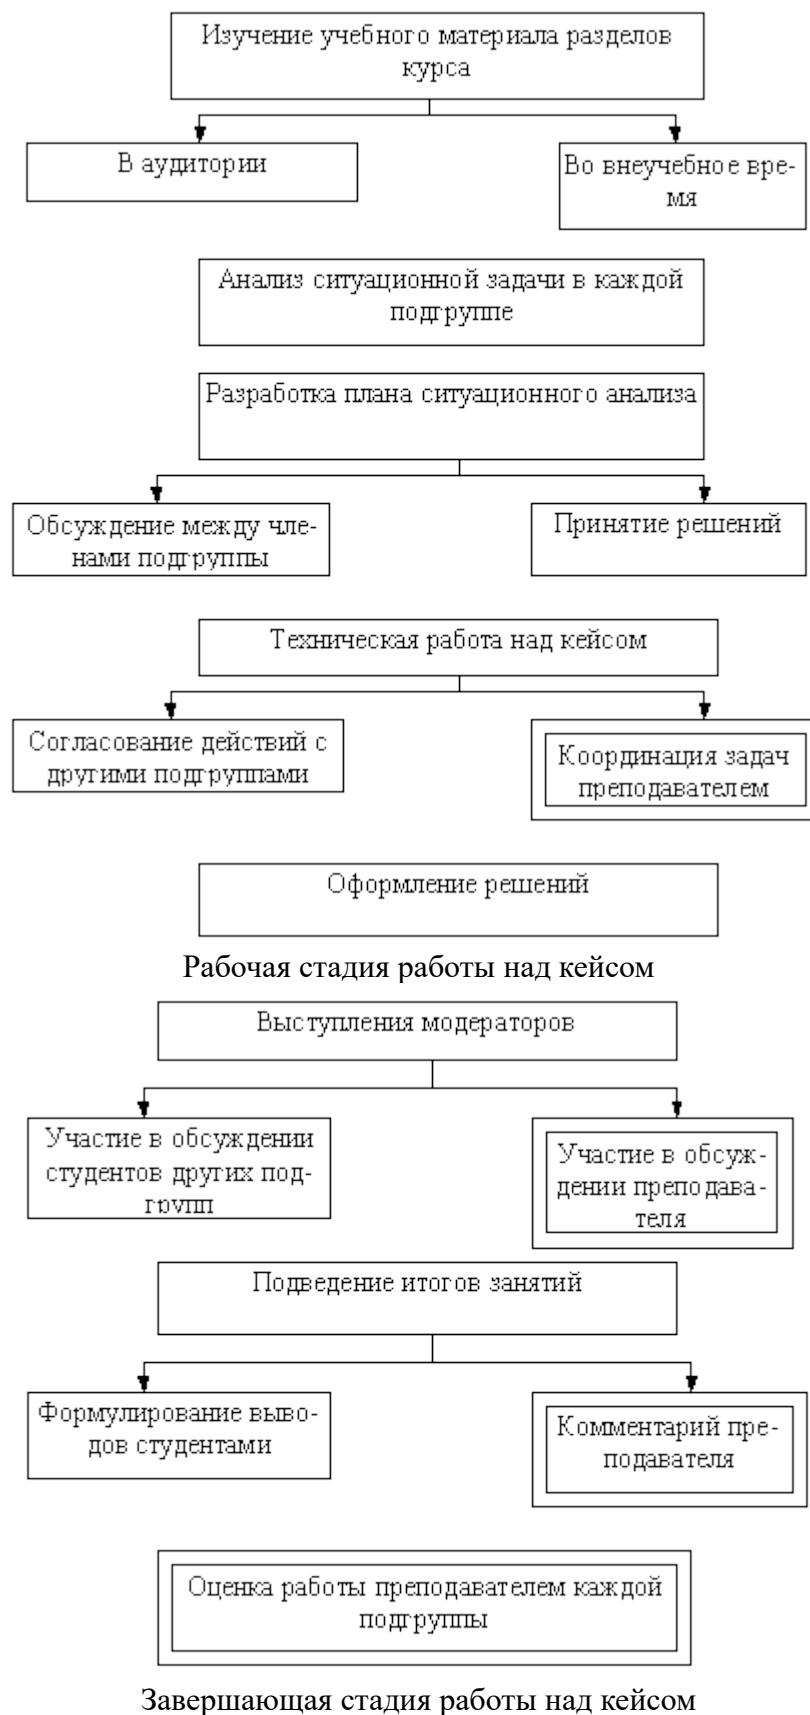 Изучение учебного материала разделов
курса
В аудитории
Во внеучебное вре-
мя
Анализ ситуационной задачи в каждой
подгруппе
Разработка плана ситуационного анализа
Обсуждение между чле-
нами подгруппы
Принятие решений
Техническая работа над кейсом
Согласование действий с
другими подгруппами
Координация задач
преподавателем
Оформление решений
Рабочая стадия работы над кейсом
Выступления модераторов
Участие в обсуждении
студентов других под-
групп
Участие в обсуж-
дении преподава-
теля
Подведение итогов занятий
Формулирование выво-
дов студентами
Комментарий пре-
подавателя
Оценка работы преподавателем каждой
подгруппы
Завершающая стадия работы над кейсом